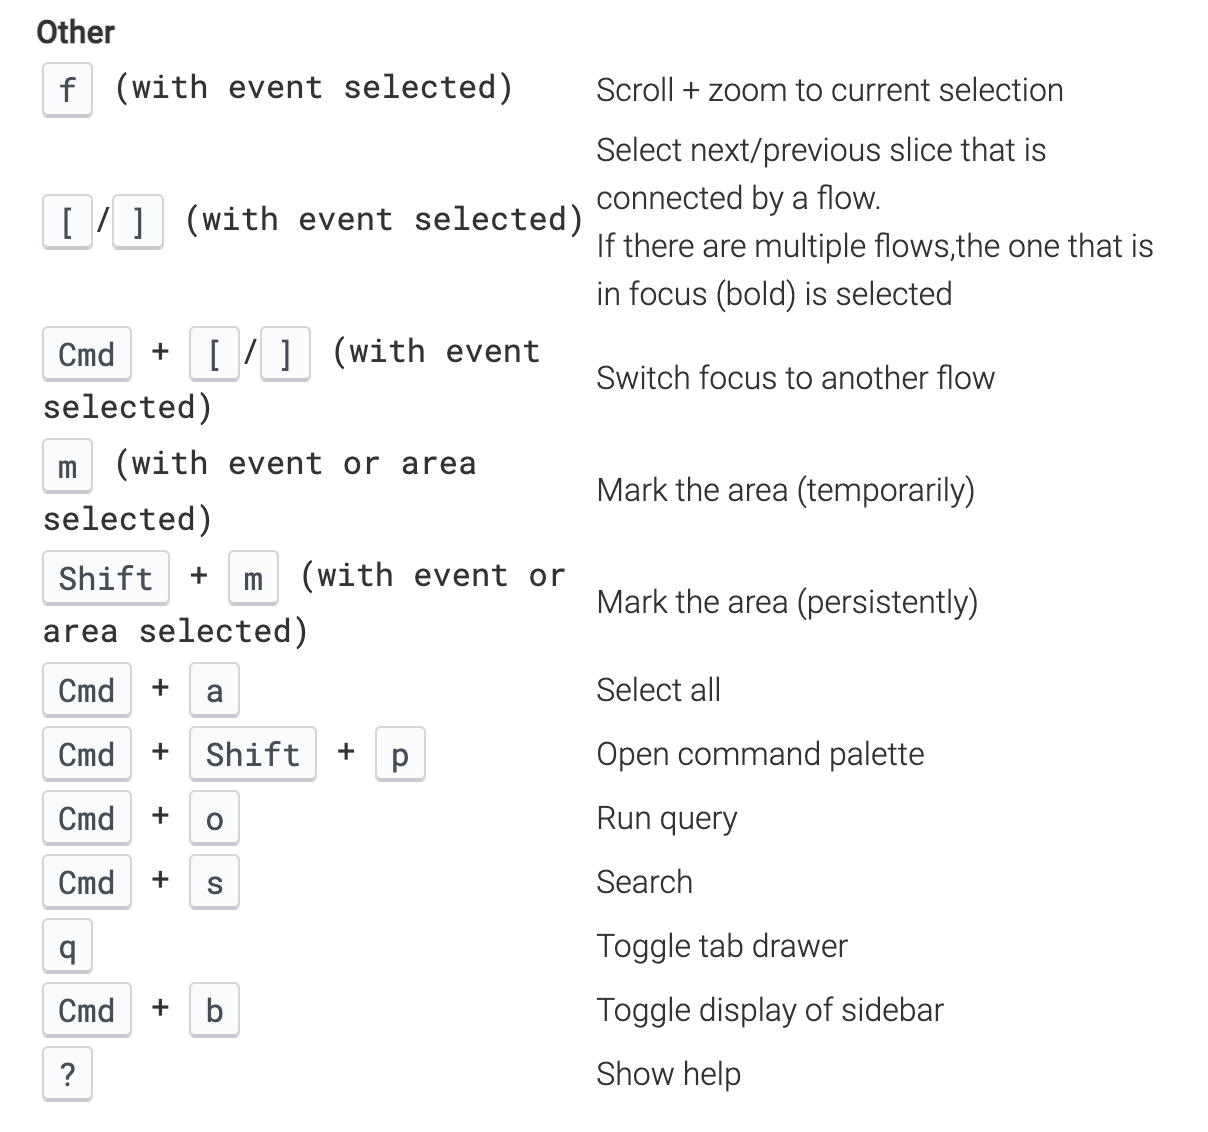 Other
f (with event selected) Scroll + zoom to current selection
[ / ] (with event selected) Select next/previous slice that is
connected by a flow.
If there are multiple flows,the one that is
in focus (bold) is selected
Cmd + [ / ] (with event
selected) Switch focus to another flow
m (with event or area
selected) Mark the area (temporarily)
Shift + m (with event or
area selected) Mark the area (persistently)
Cmd + a Select all
Cmd + Shift + p Open command palette
Cmd + o Run query
Cmd + s Search
q Toggle tab drawer
Cmd + b Toggle display of sidebar
? Show help